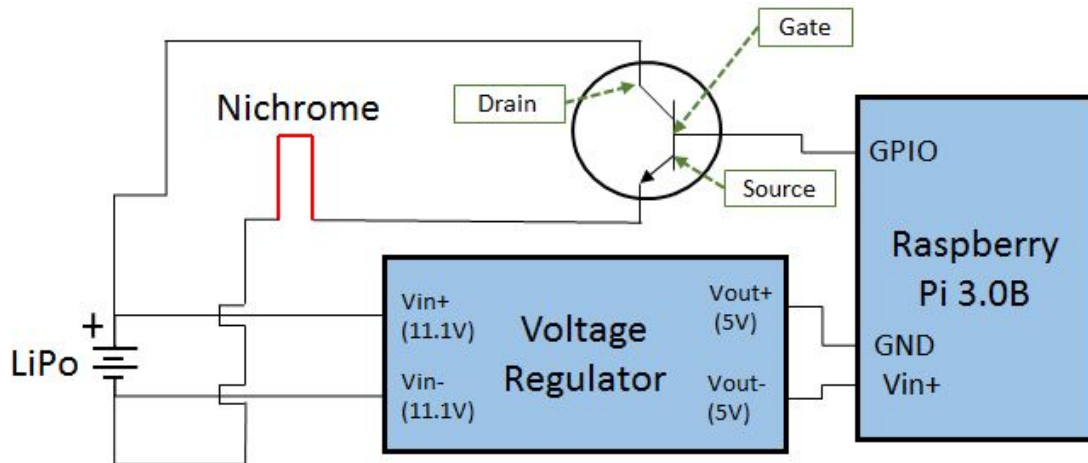 Gate
Drain
Nichrome
GPIO
Source
Raspberry
Pi 3.0B
Vin+
(11.1V)
Voltage
Regulator
Vout+
(5V)
GND
+
LiPo
Vin-
(11.1V)
Vout-
(5V)
Vin+